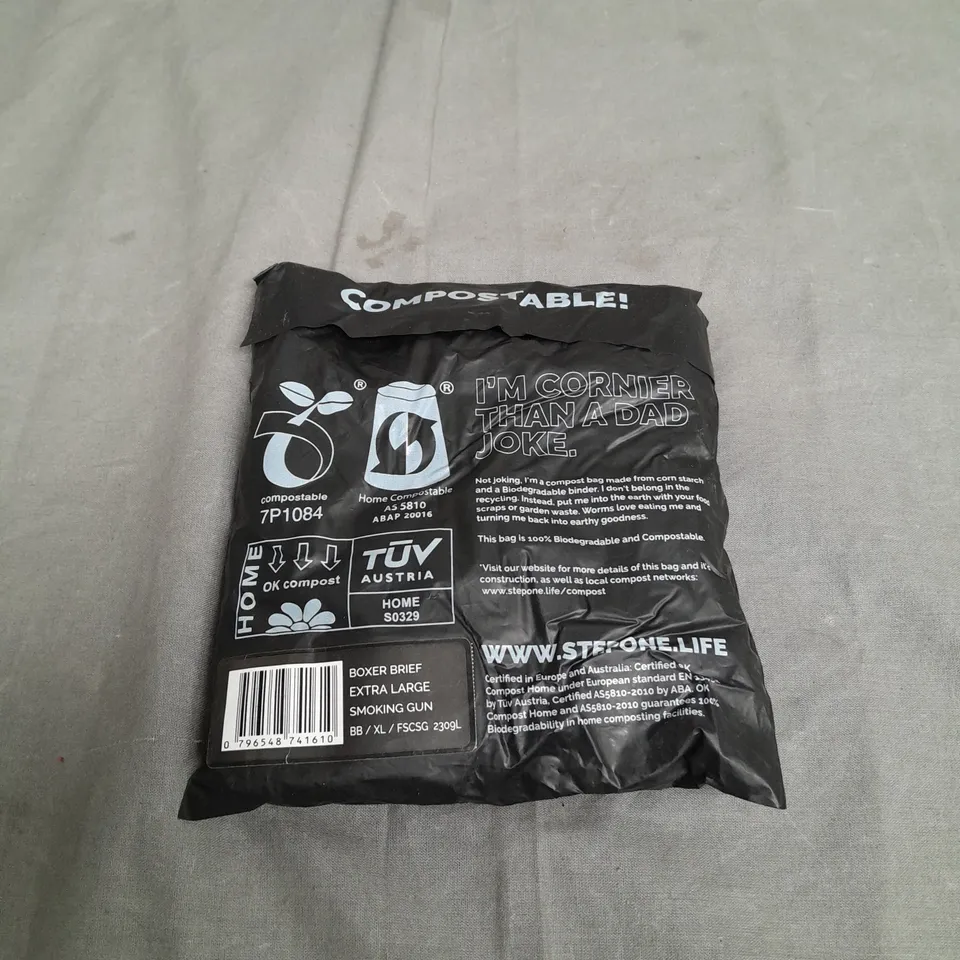 COMPOSTABLE!
®
®
compostable
7P1084
Home Compostable
AS 5810
ABAP 20016
HOME
OK compost
TÜV
AUSTRIA
HOME
S0329
I'M CORNIER
THAN A DAD
JOKE.
Not joking, I'm a compost bag made from corn starch
and a Biodegradable binder. I don't belong in the
recycling. Instead, put me into the earth with your food
scraps or garden waste. Worms love eating me and
turning me back into earthy goodness.
This bag is 100% Biodegradable and Compostable.
*Visit our website for more details of this bag and it's
construction, as well as local compost networks:
www.stepone.life/compost
WWW.STEPONE.LIFE
Certified in Europe and Australia: Certified OK
Compost Home under European standard EN
by Tuv Austria, Certified AS5810-2010 by ABA. OK
Compost Home and AS5810-2010 guarantees 100%
Biodegradability in home composting facilities.
BOXER BRIEF
EXTRA LARGE
SMOKING GUN
BB / XL / FSCSG 2309L
0 796548 741610